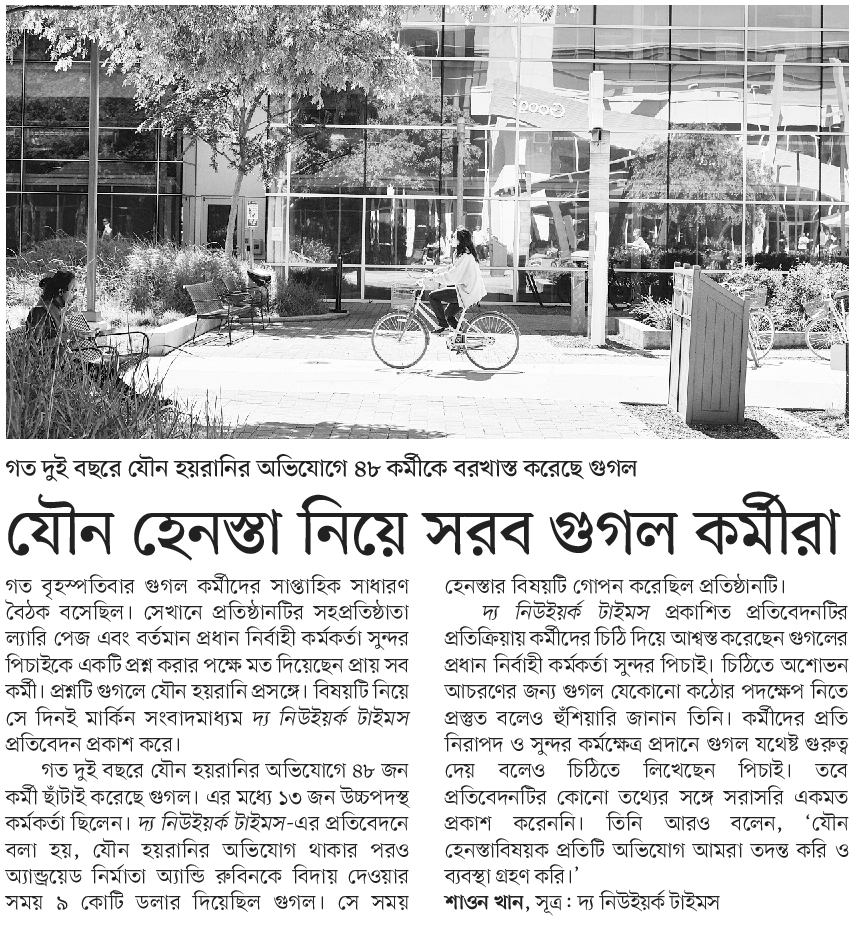 Goog
গত দুই বছরে যৌন হয়রানির অভিযোগে ৪৮ কর্মীকে বরখাস্ত করেছে গুগল
যৌন হেনস্তা নিয়ে সরব গুগল কর্মীরা
গত বৃহস্পতিবার গুগল কর্মীদের সাপ্তাহিক সাধারণ
বৈঠক বসেছিল। সেখানে প্রতিষ্ঠানটির সহপ্রতিষ্ঠাতা
ল্যারি পেজ এবং বর্তমান প্রধান নির্বাহী কর্মকর্তা সুন্দর
পিচাইকে একটি প্রশ্ন করার পক্ষে মত দিয়েছেন প্রায় সব
কর্মী। প্রশ্নটি গুগলে যৌন হয়রানি প্রসঙ্গে। বিষয়টি নিয়ে
সে দিনই মার্কিন সংবাদমাধ্যম দ্য নিউইয়র্ক টাইমস
প্রতিবেদন প্রকাশ করে।
গত দুই বছরে যৌন হয়রানির অভিযোগে ৪৮ জন
কর্মী ছাঁটাই করেছে গুগল। এর মধ্যে ১৩ জন উচ্চপদস্থ
কর্মকর্তা ছিলেন। দ্য নিউইয়র্ক টাইমস-এর প্রতিবেদনে
বলা হয়, যৌন হয়রানির অভিযোগ থাকার পরও
অ্যান্ড্রয়েড নির্মাতা অ্যান্ডি রুবিনকে বিদায় দেওয়ার
সময় ৯ কোটি ডলার দিয়েছিল গুগল। সে সময়
হেনস্তার বিষয়টি গোপন করেছিল প্রতিষ্ঠানটি।
দ্য নিউইয়র্ক টাইমস প্রকাশিত প্রতিবেদনটির
প্রতিক্রিয়ায় কর্মীদের চিঠি দিয়ে আশ্বস্ত করেছেন গুগলের
প্রধান নির্বাহী কর্মকর্তা সুন্দর পিচাই। চিঠিতে অশোভন
আচরণের জন্য গুগল যেকোনো কঠোর পদক্ষেপ নিতে
প্রস্তুত বলেও হুঁশিয়ারি জানান তিনি। কর্মীদের প্রতি
নিরাপদ ও সুন্দর কর্মক্ষেত্র প্রদানে গুগল যথেষ্ট গুরুত্ব
দেয় বলেও চিঠিতে লিখেছেন পিচাই। তবে
প্রতিবেদনটির কোনো তথ্যের সঙ্গে সরাসরি একমত
প্রকাশ করেননি। তিনি আরও বলেন, ‘যৌন
হেনস্তাবিষয়ক প্রতিটি অভিযোগ আমরা তদন্ত করি ও
ব্যবস্থা গ্রহণ করি।’
শাওন খান, সূত্র: দ্য নিউইয়র্ক টাইমস